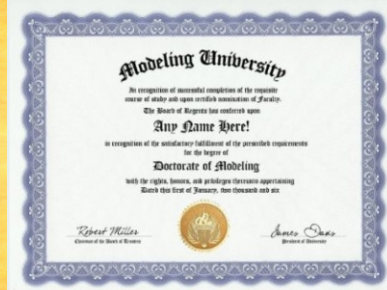 Modeling University
In recognition of successful completion of the requisite
course of study and upon certified nomination of Faculty,
The Board of Regents has conferred upon
Any Name Here!
in recognition of the satisfactory fulfillment of the prescribed requirements
for the degree of
Doctorate of Modeling
with the rights, honors, and privileges thereunto appertaining
Dated this first of January, two thousand and six
Robert Miller
Chairman of the Board of Trustees
James Oaks
President of University